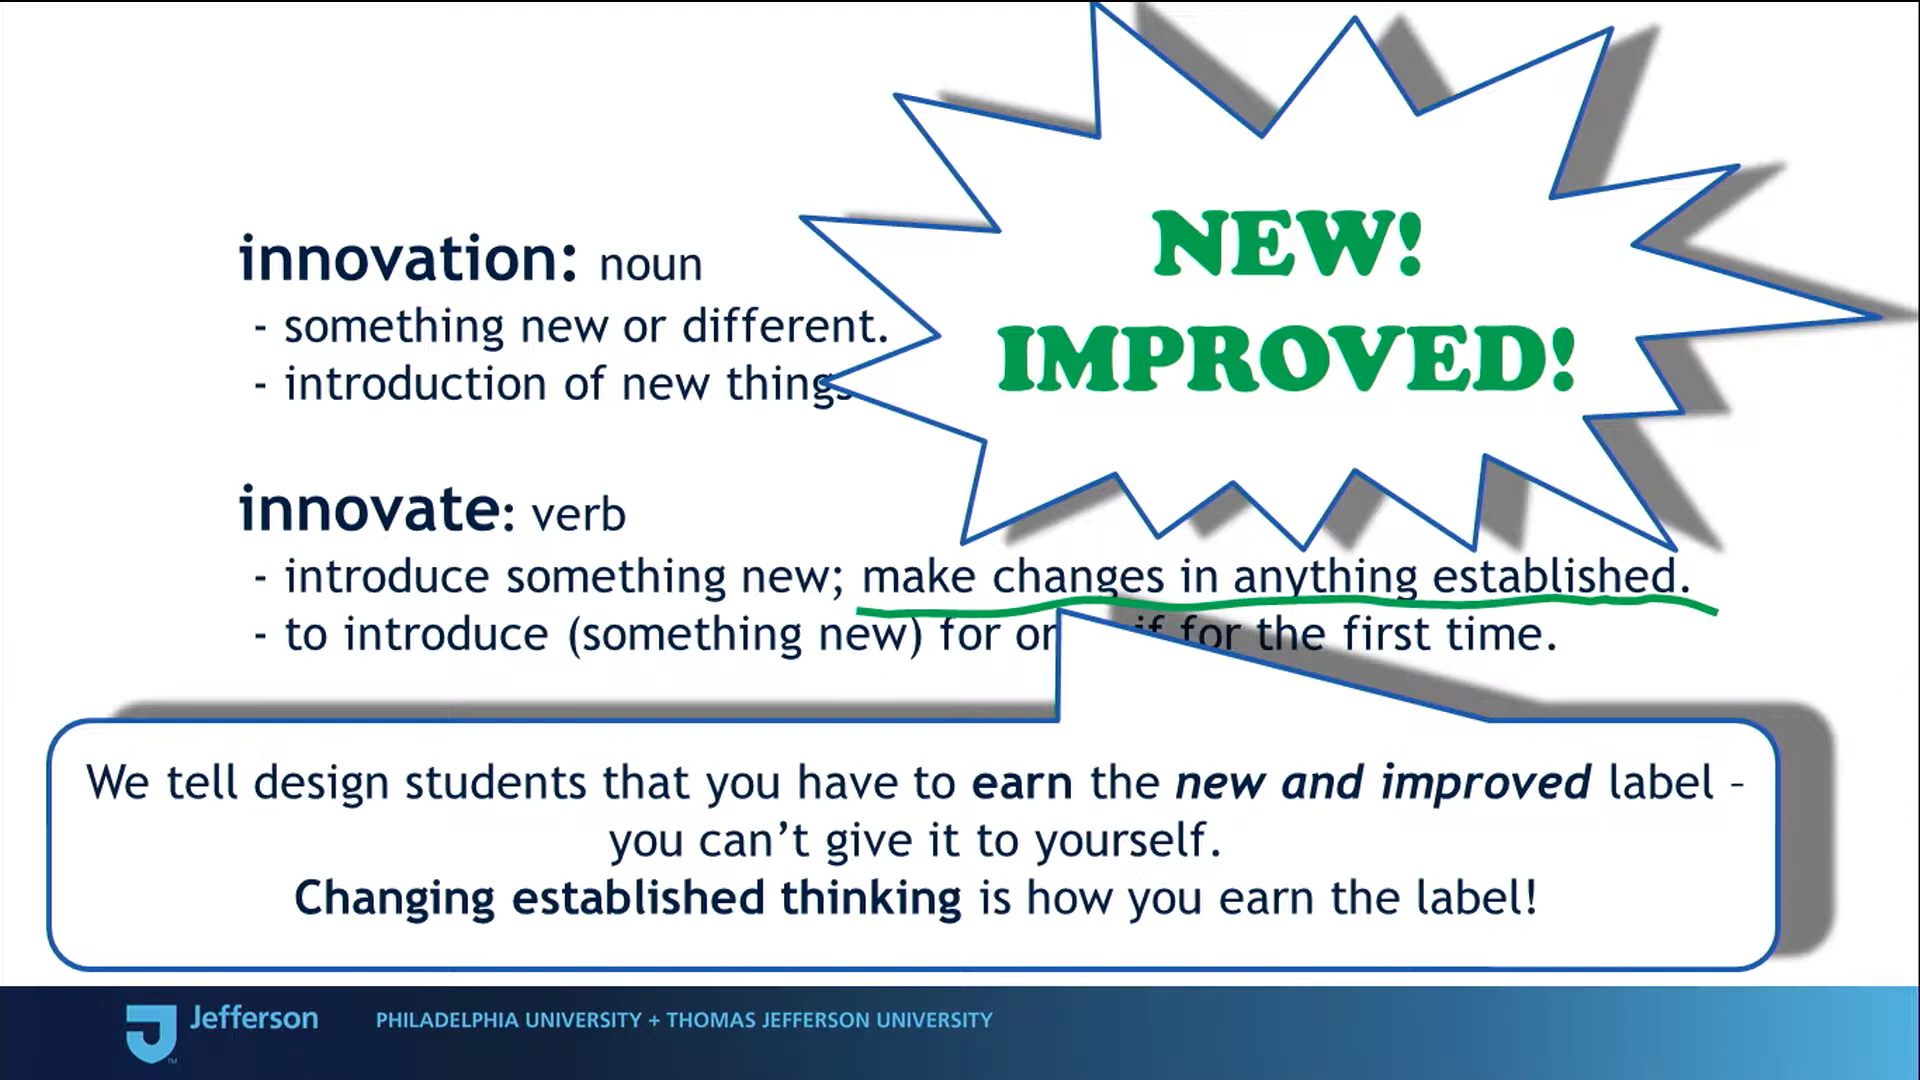 NEW!
IMPROVED!
innovation: noun
- something new or different.
- introduction of new things
innovate: verb
- introduce something new; make changes in anything established.
- to introduce (something new) for or if for the first time.
We tell design students that you have to earn the new and improved label –
you can’t give it to yourself.
Changing established thinking is how you earn the label!
Jefferson
PHILADELPHIA UNIVERSITY + THOMAS JEFFERSON UNIVERSITY
TM